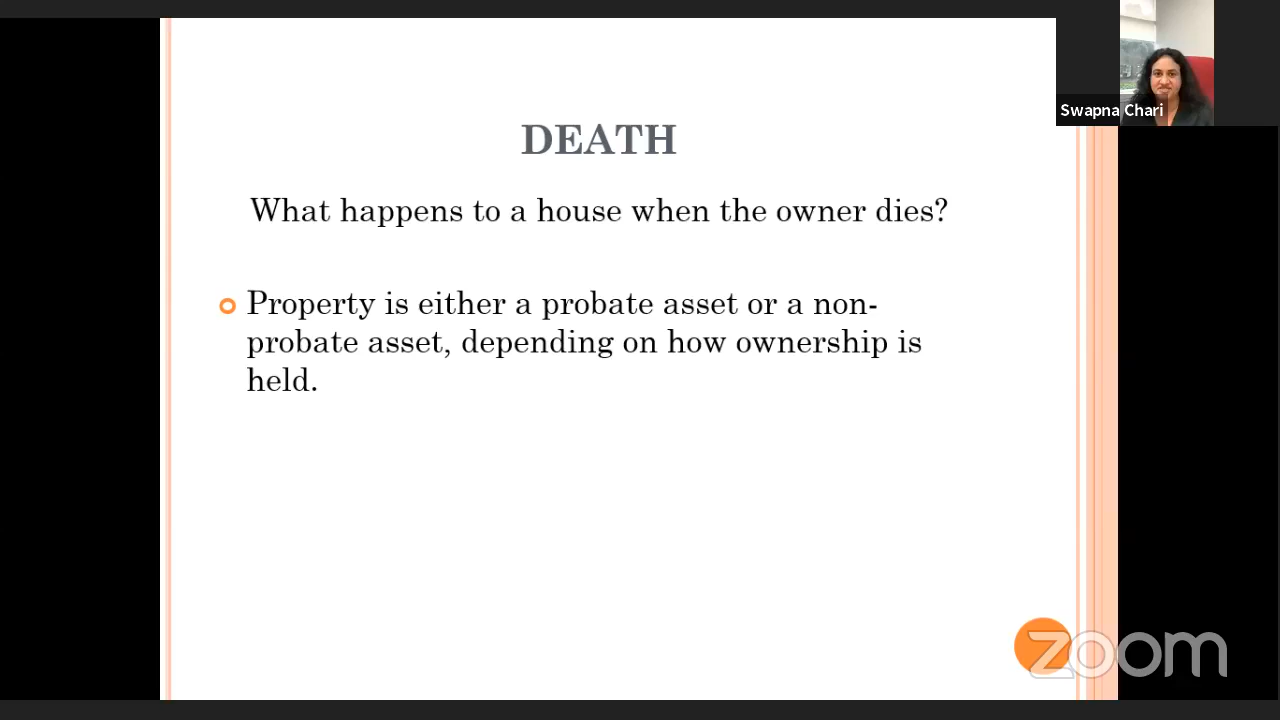 Swapna Chari
DEATH
What happens to a house when the owner dies?
Property is either a probate asset or a non-
probate asset, depending on how ownership is
held.
zoom